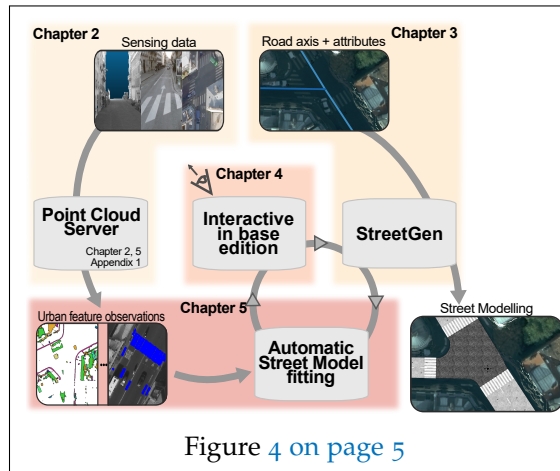 Chapter 2
Sensing data
Road axis + attributes
Chapter 3
Chapter 4
Point Cloud
Server
Chapter 2, 5
Appendix 1
Interactive
in base
edition
StreetGen
Urban feature observations
Chapter 5
Automatic
Street Model
fitting
Street Modelling
Figure 4 on page 5